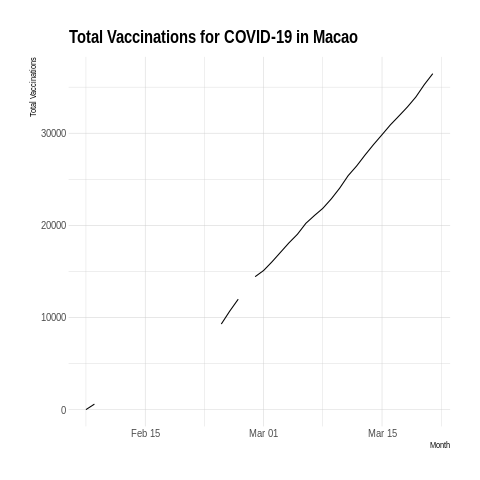 Total Vaccinations for COVID-19 in Macao
Total Vaccinations
30000
20000
10000
0
Feb 15
Mar 01
Mar 15
Month